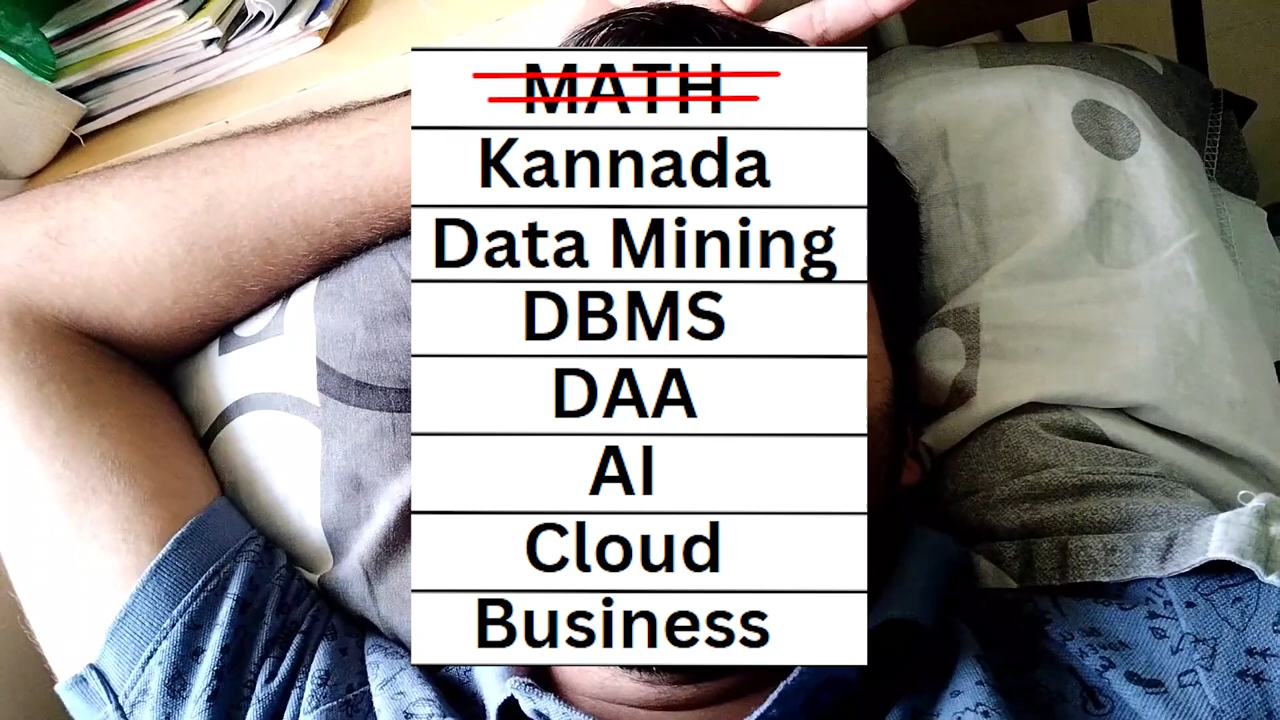 MATH
Kannada
Data Mining
DBMS
DAA
AI
Cloud
Business